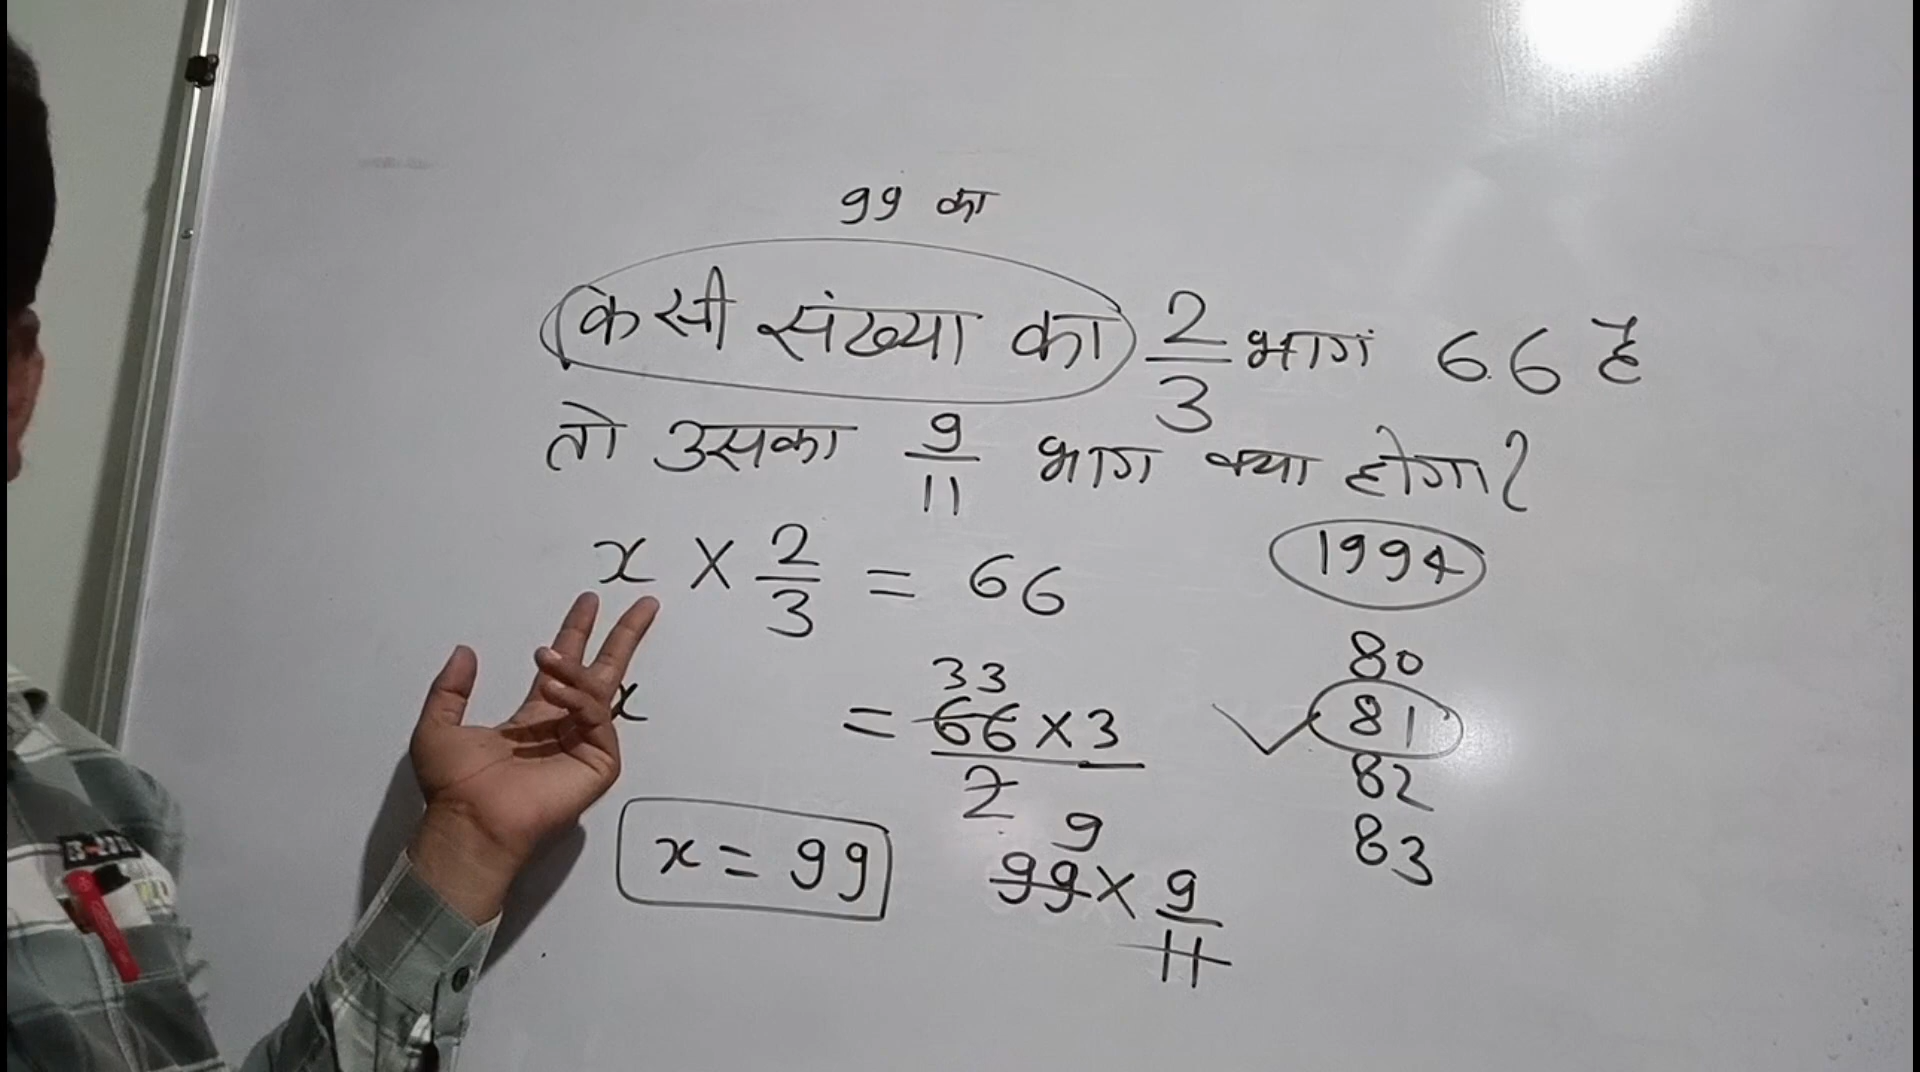 99 का
किसी संख्या का 2/3 भाग 66 है
तो उसका 9/11 भाग क्या होगा?
1994
x × 2/3 = 66
x = 66×3/2
33
x = 99
99× 9/11
9
80
81
82
83